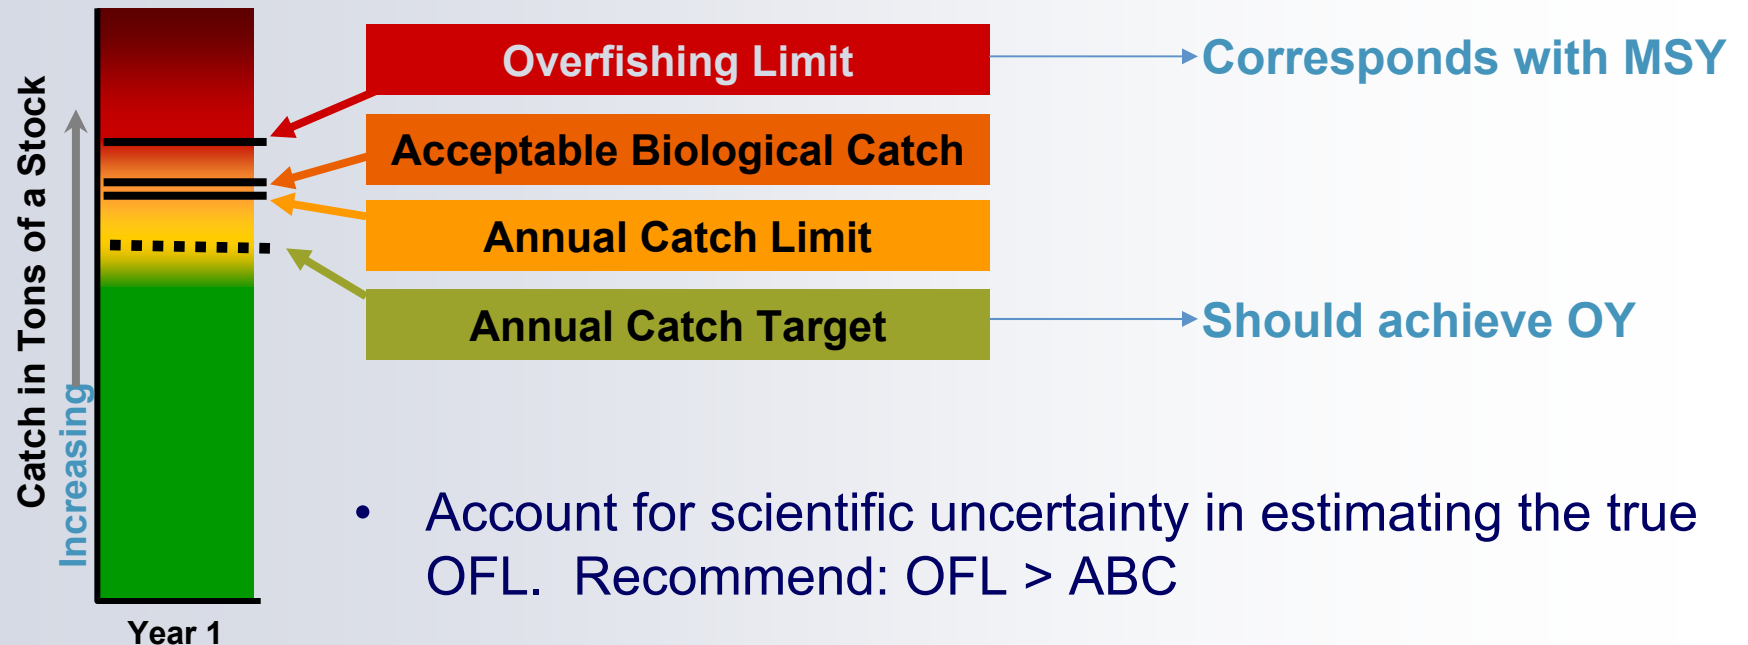 Catch in Tons of a Stock
Increasing
Year 1
Overfishing Limit
Corresponds with MSY
Acceptable Biological Catch
Annual Catch Limit
Annual Catch Target
Should achieve OY
• Account for scientific uncertainty in estimating the true
OFL. Recommend: OFL > ABC